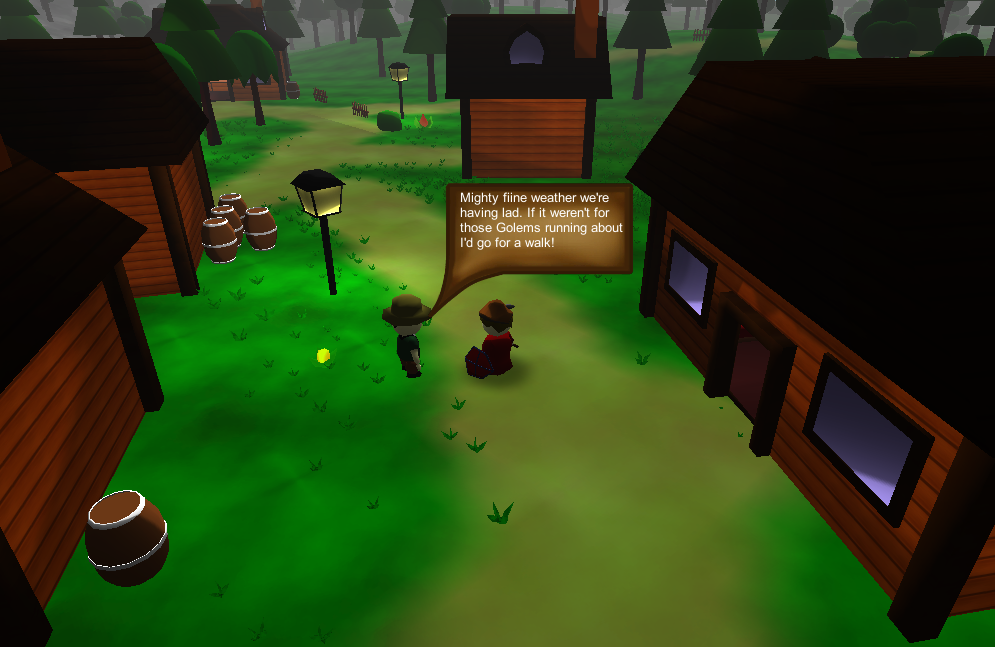 Mighty fiine weather we're
having lad. If it weren't for
those Golems running about
I'd go for a walk!